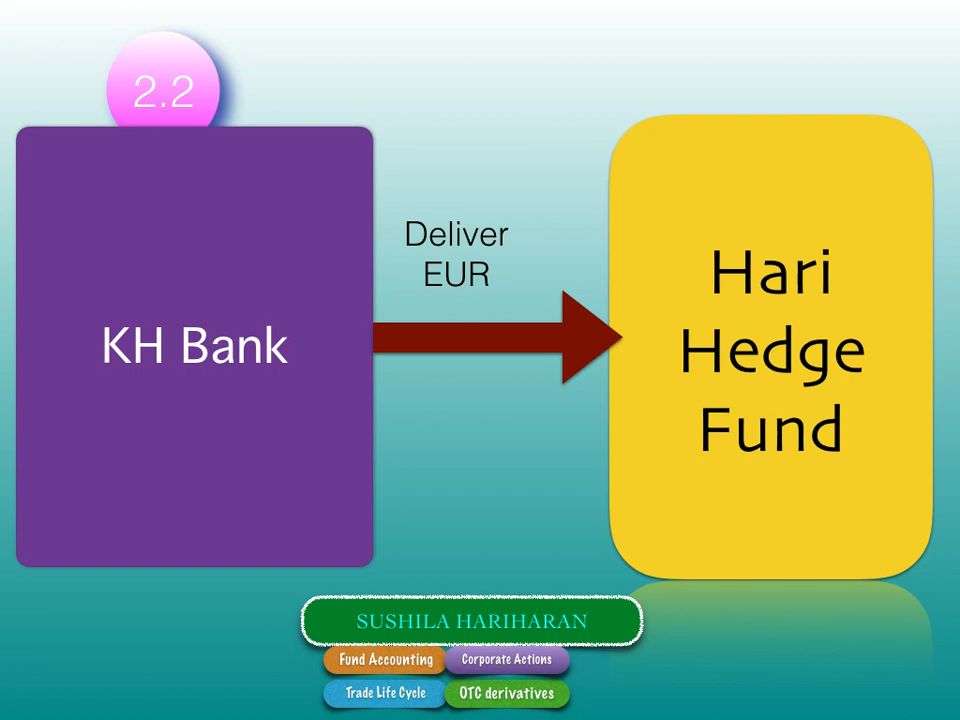 2.2
KH Bank
Deliver
EUR
Hari
Hedge
Fund
SUSHILA HARIHARAN
Fund Accounting
Corporate Actions
Trade Life Cycle
OTC derivatives